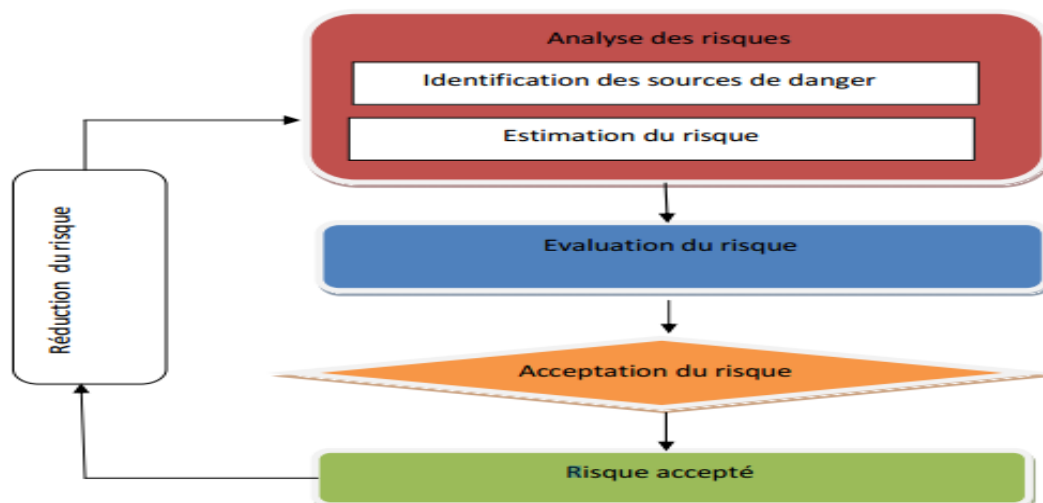 Analyse des risques
Identification des sources de danger
Estimation du risque
Evaluation du risque
Réduction du risque
Acceptation du risque
Risque accepté